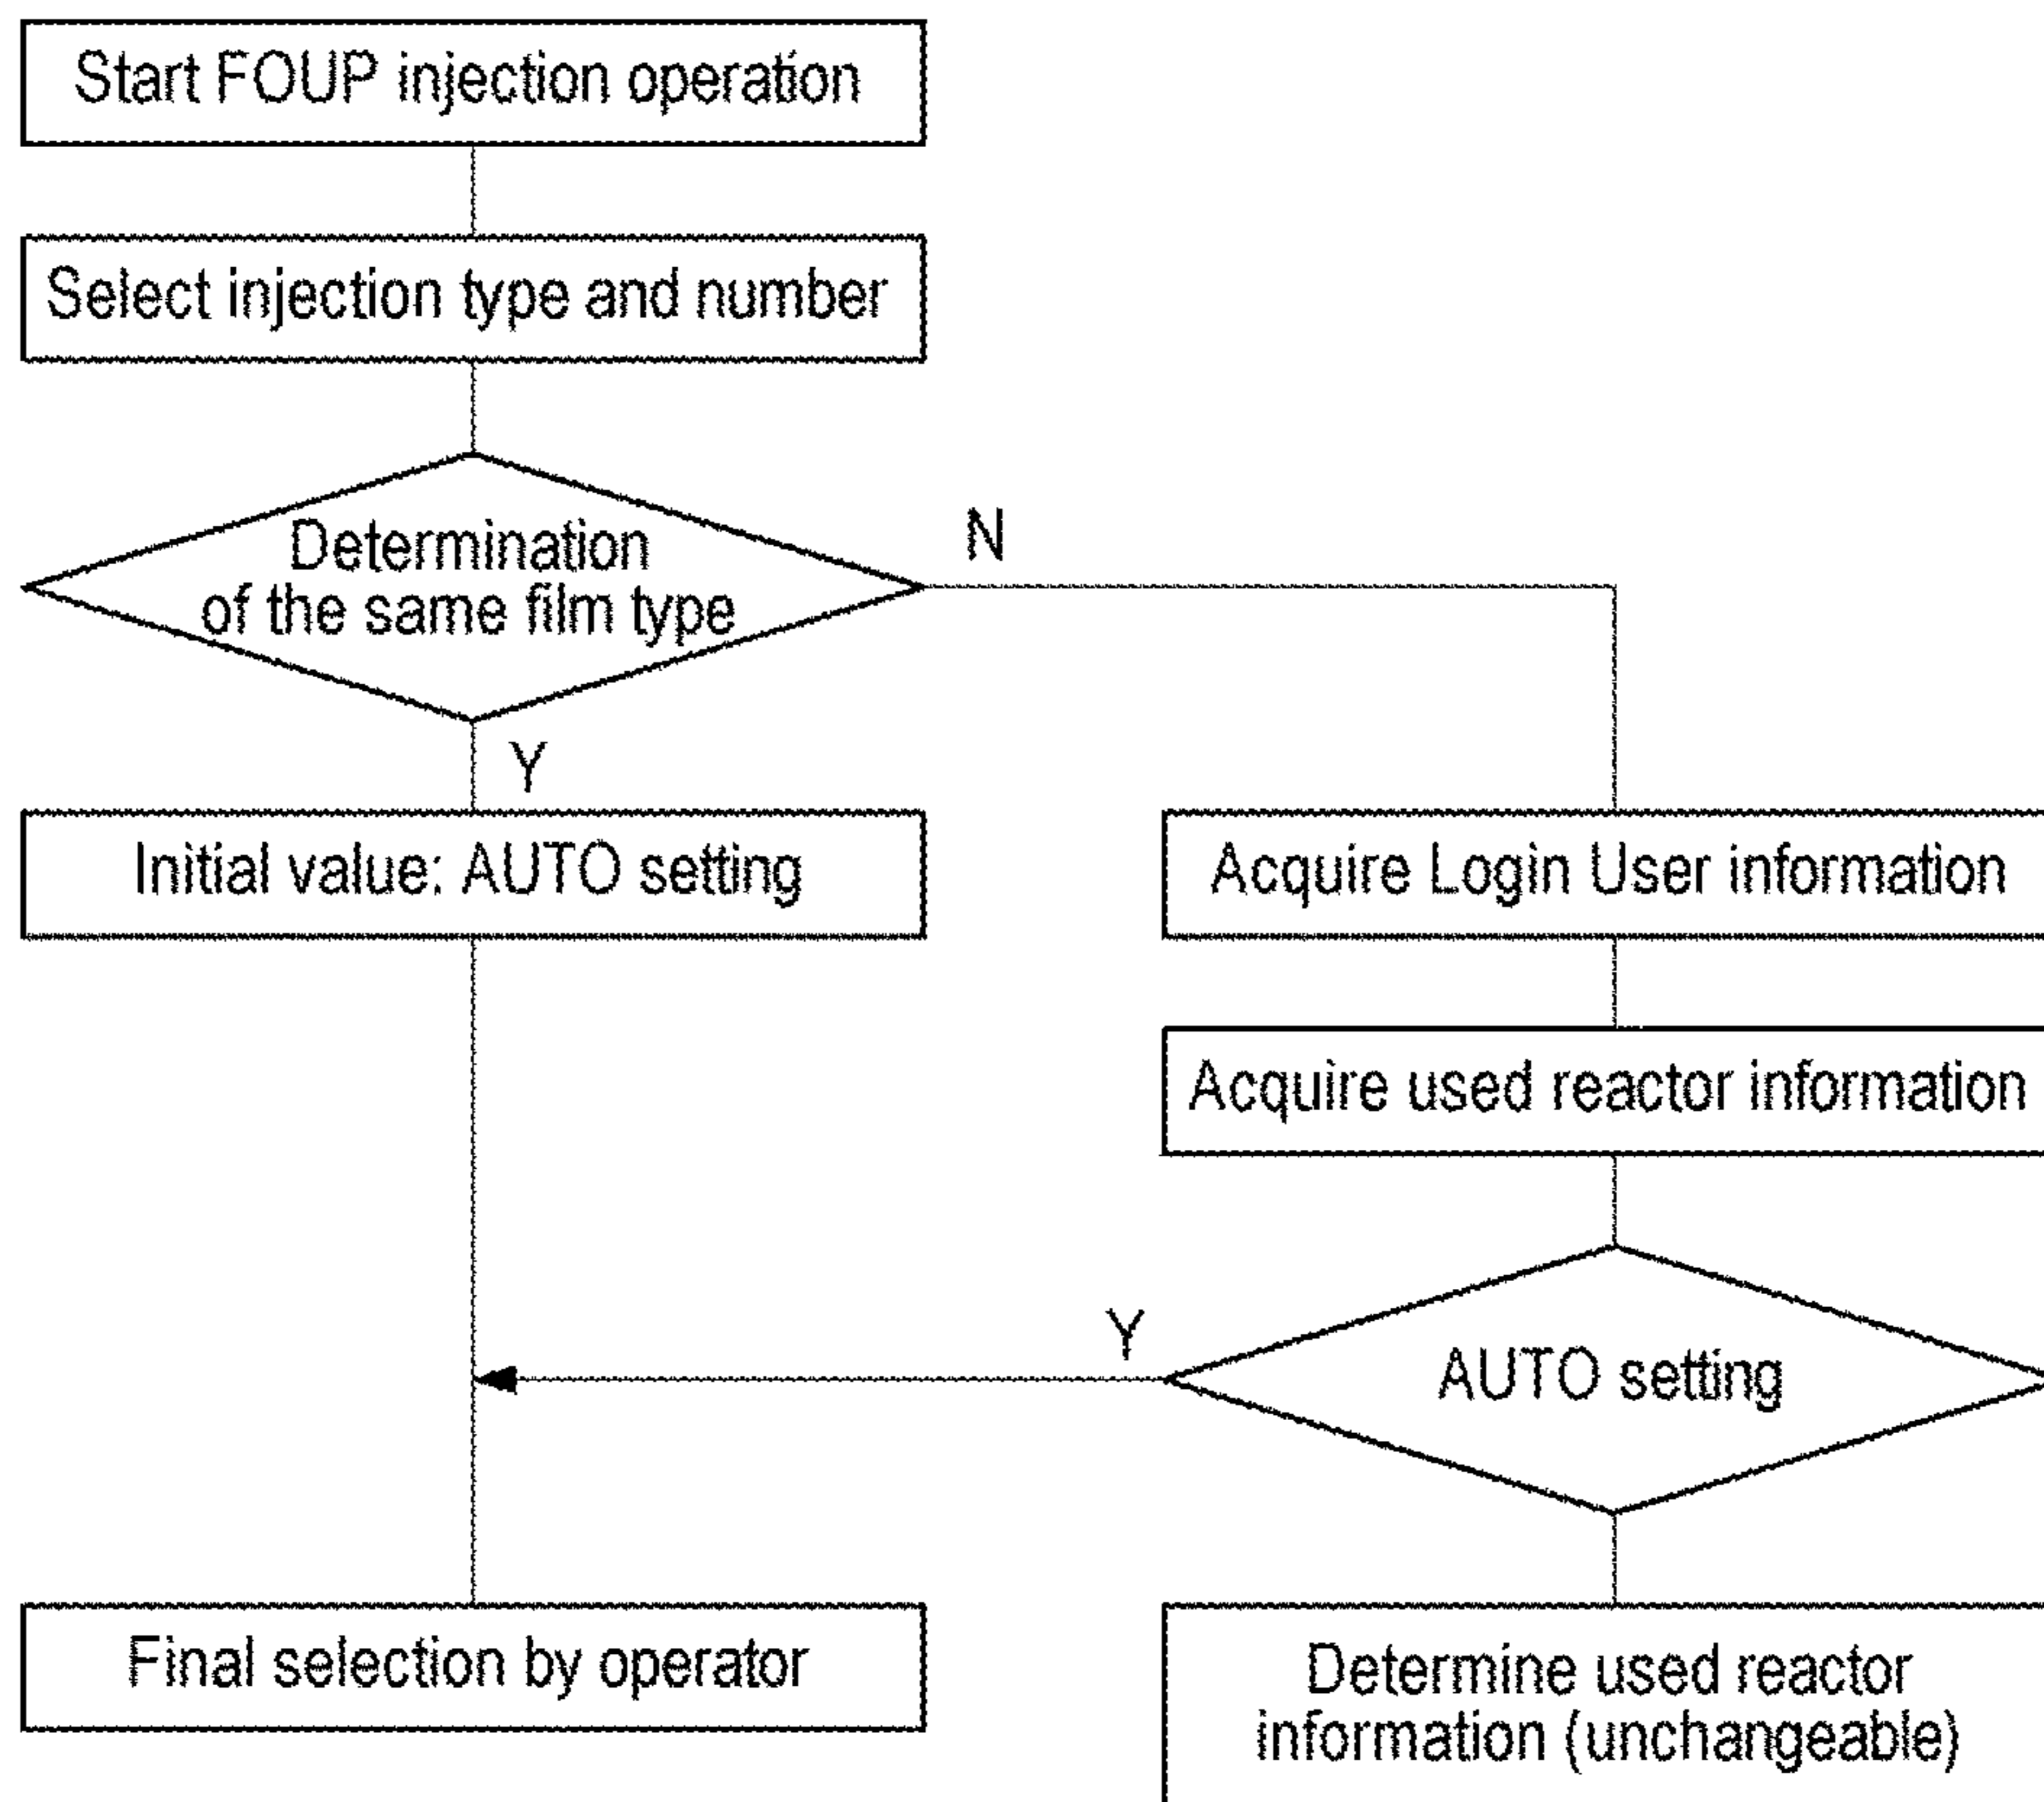 Start FOUP injection operation
Select injection type and number
Determination
of the same film type
N
Y
Initial value: AUTO setting
Acquire Login User information
Acquire used reactor information
Y
AUTO setting
Final selection by operator
Determine used reactor
information (unchangeable)